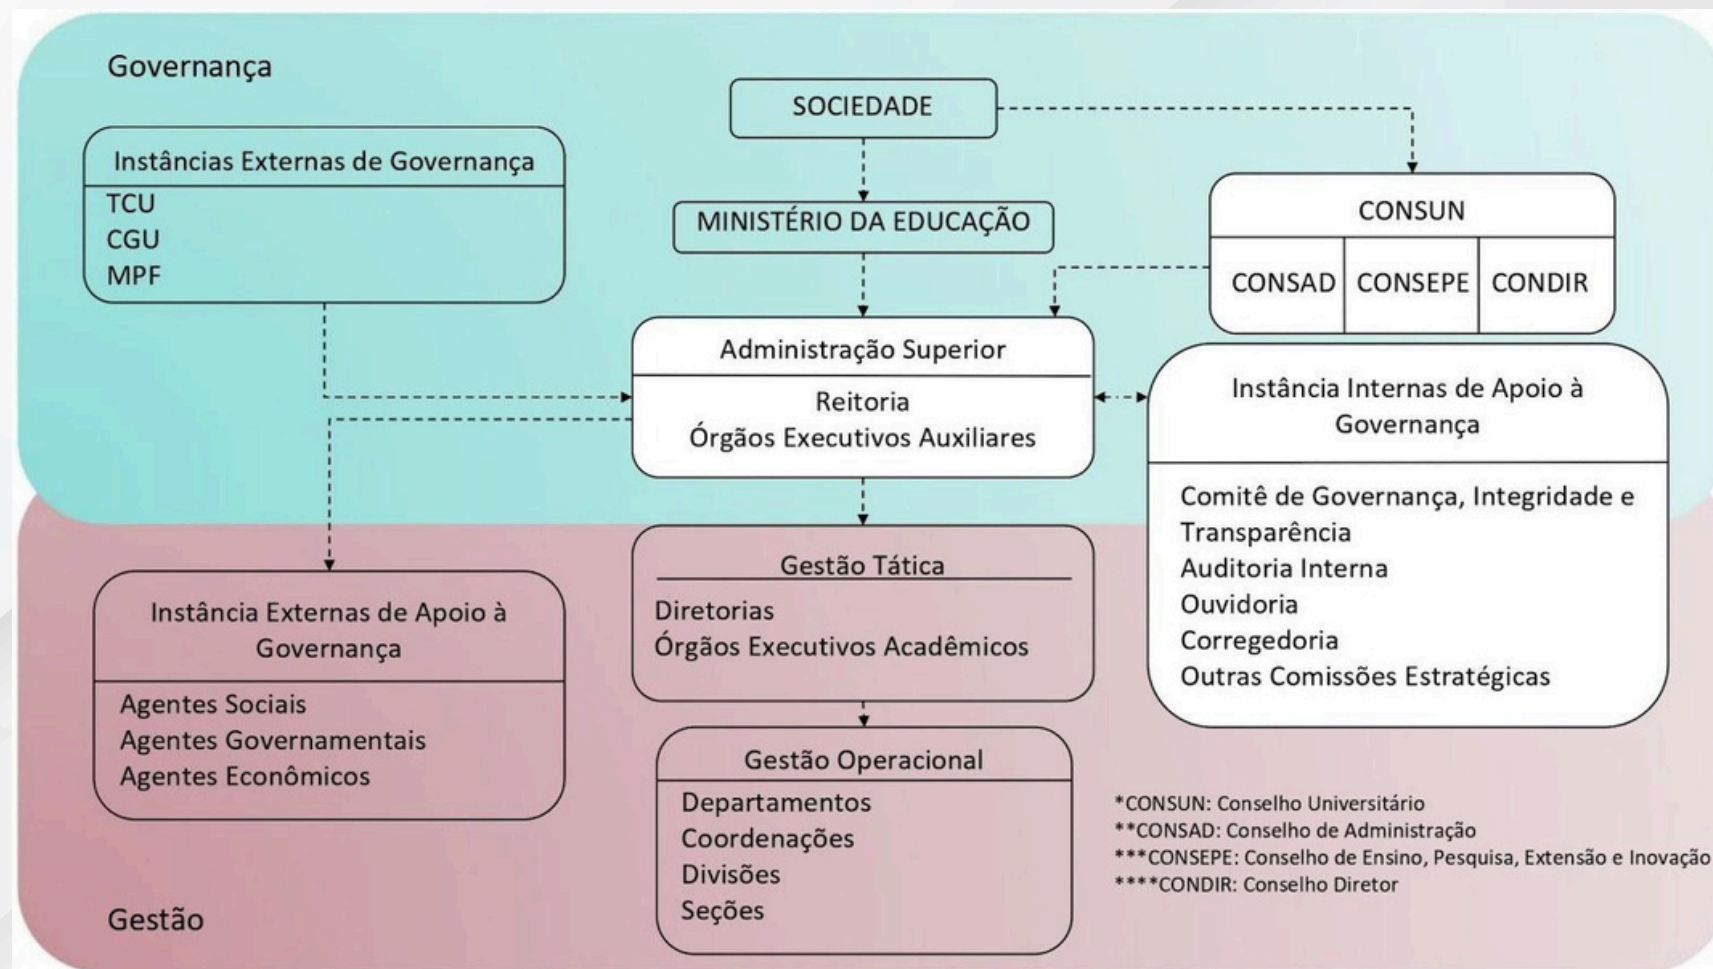 Governança
SOCIEDADE
Instâncias Externas de Governança
TCU
CGU
MPF
MINISTÉRIO DA EDUCAÇÃO
CONSUN
CONSAD
CONSEPE
CONDIR
Administração Superior
Reitoria
Órgãos Executivos Auxiliares
Instância Internas de Apoio à
Governança
Comitê de Governança, Integridade e
Transparência
Auditoria Interna
Ouvidoria
Corregedoria
Outras Comissões Estratégicas
Gestão Tática
Diretorias
Órgãos Executivos Acadêmicos
Instância Externas de Apoio à
Governança
Agentes Sociais
Agentes Governamentais
Agentes Econômicos
Gestão Operacional
Departamentos
Coordenações
Divisões
Seções
*CONSUN: Conselho Universitário
**CONSAD: Conselho de Administração
***CONSEPE: Conselho de Ensino, Pesquisa, Extensão e Inovação
****CONDIR: Conselho Diretor
Gestão